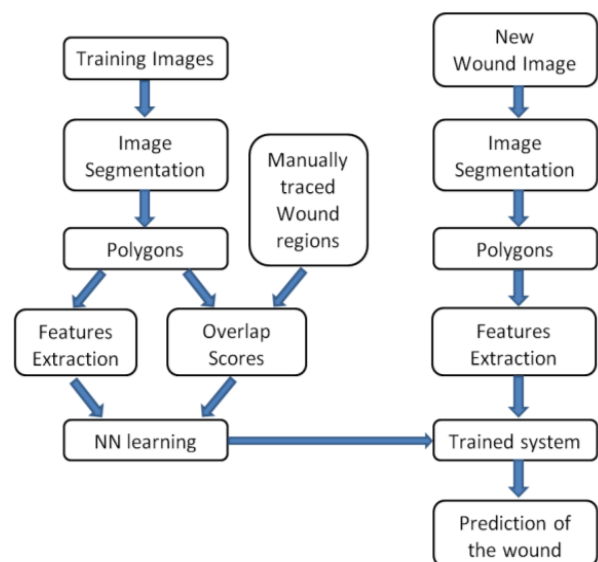 Training Images
Image
Segmentation
Manually
traced
Wound
regions
Polygons
Features
Extraction
Overlap
Scores
NN learning
New
Wound Image
Image
Segmentation
Polygons
Features
Extraction
Trained system
Prediction of
the wound